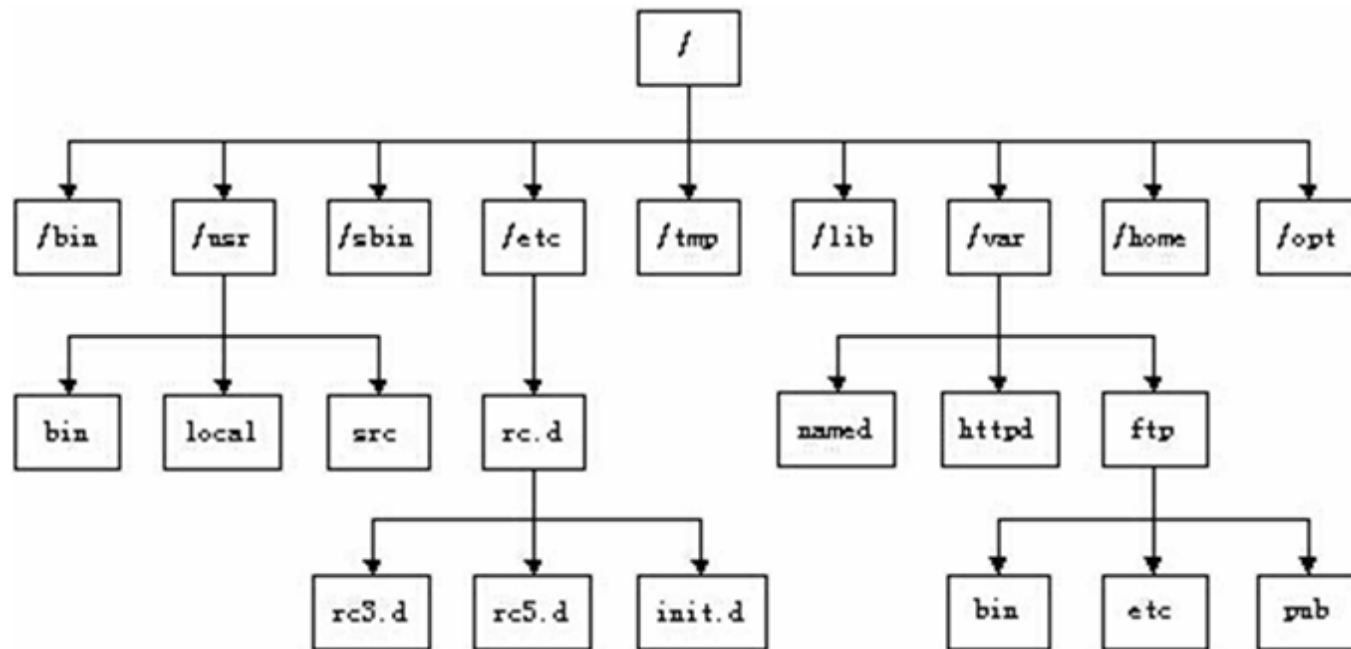 /
/bin /usr /sbin /etc /tmp /lib /var /home /opt
bin local src rc.d named httpd ftp
rc3.d rc5.d init.d bin etc pub